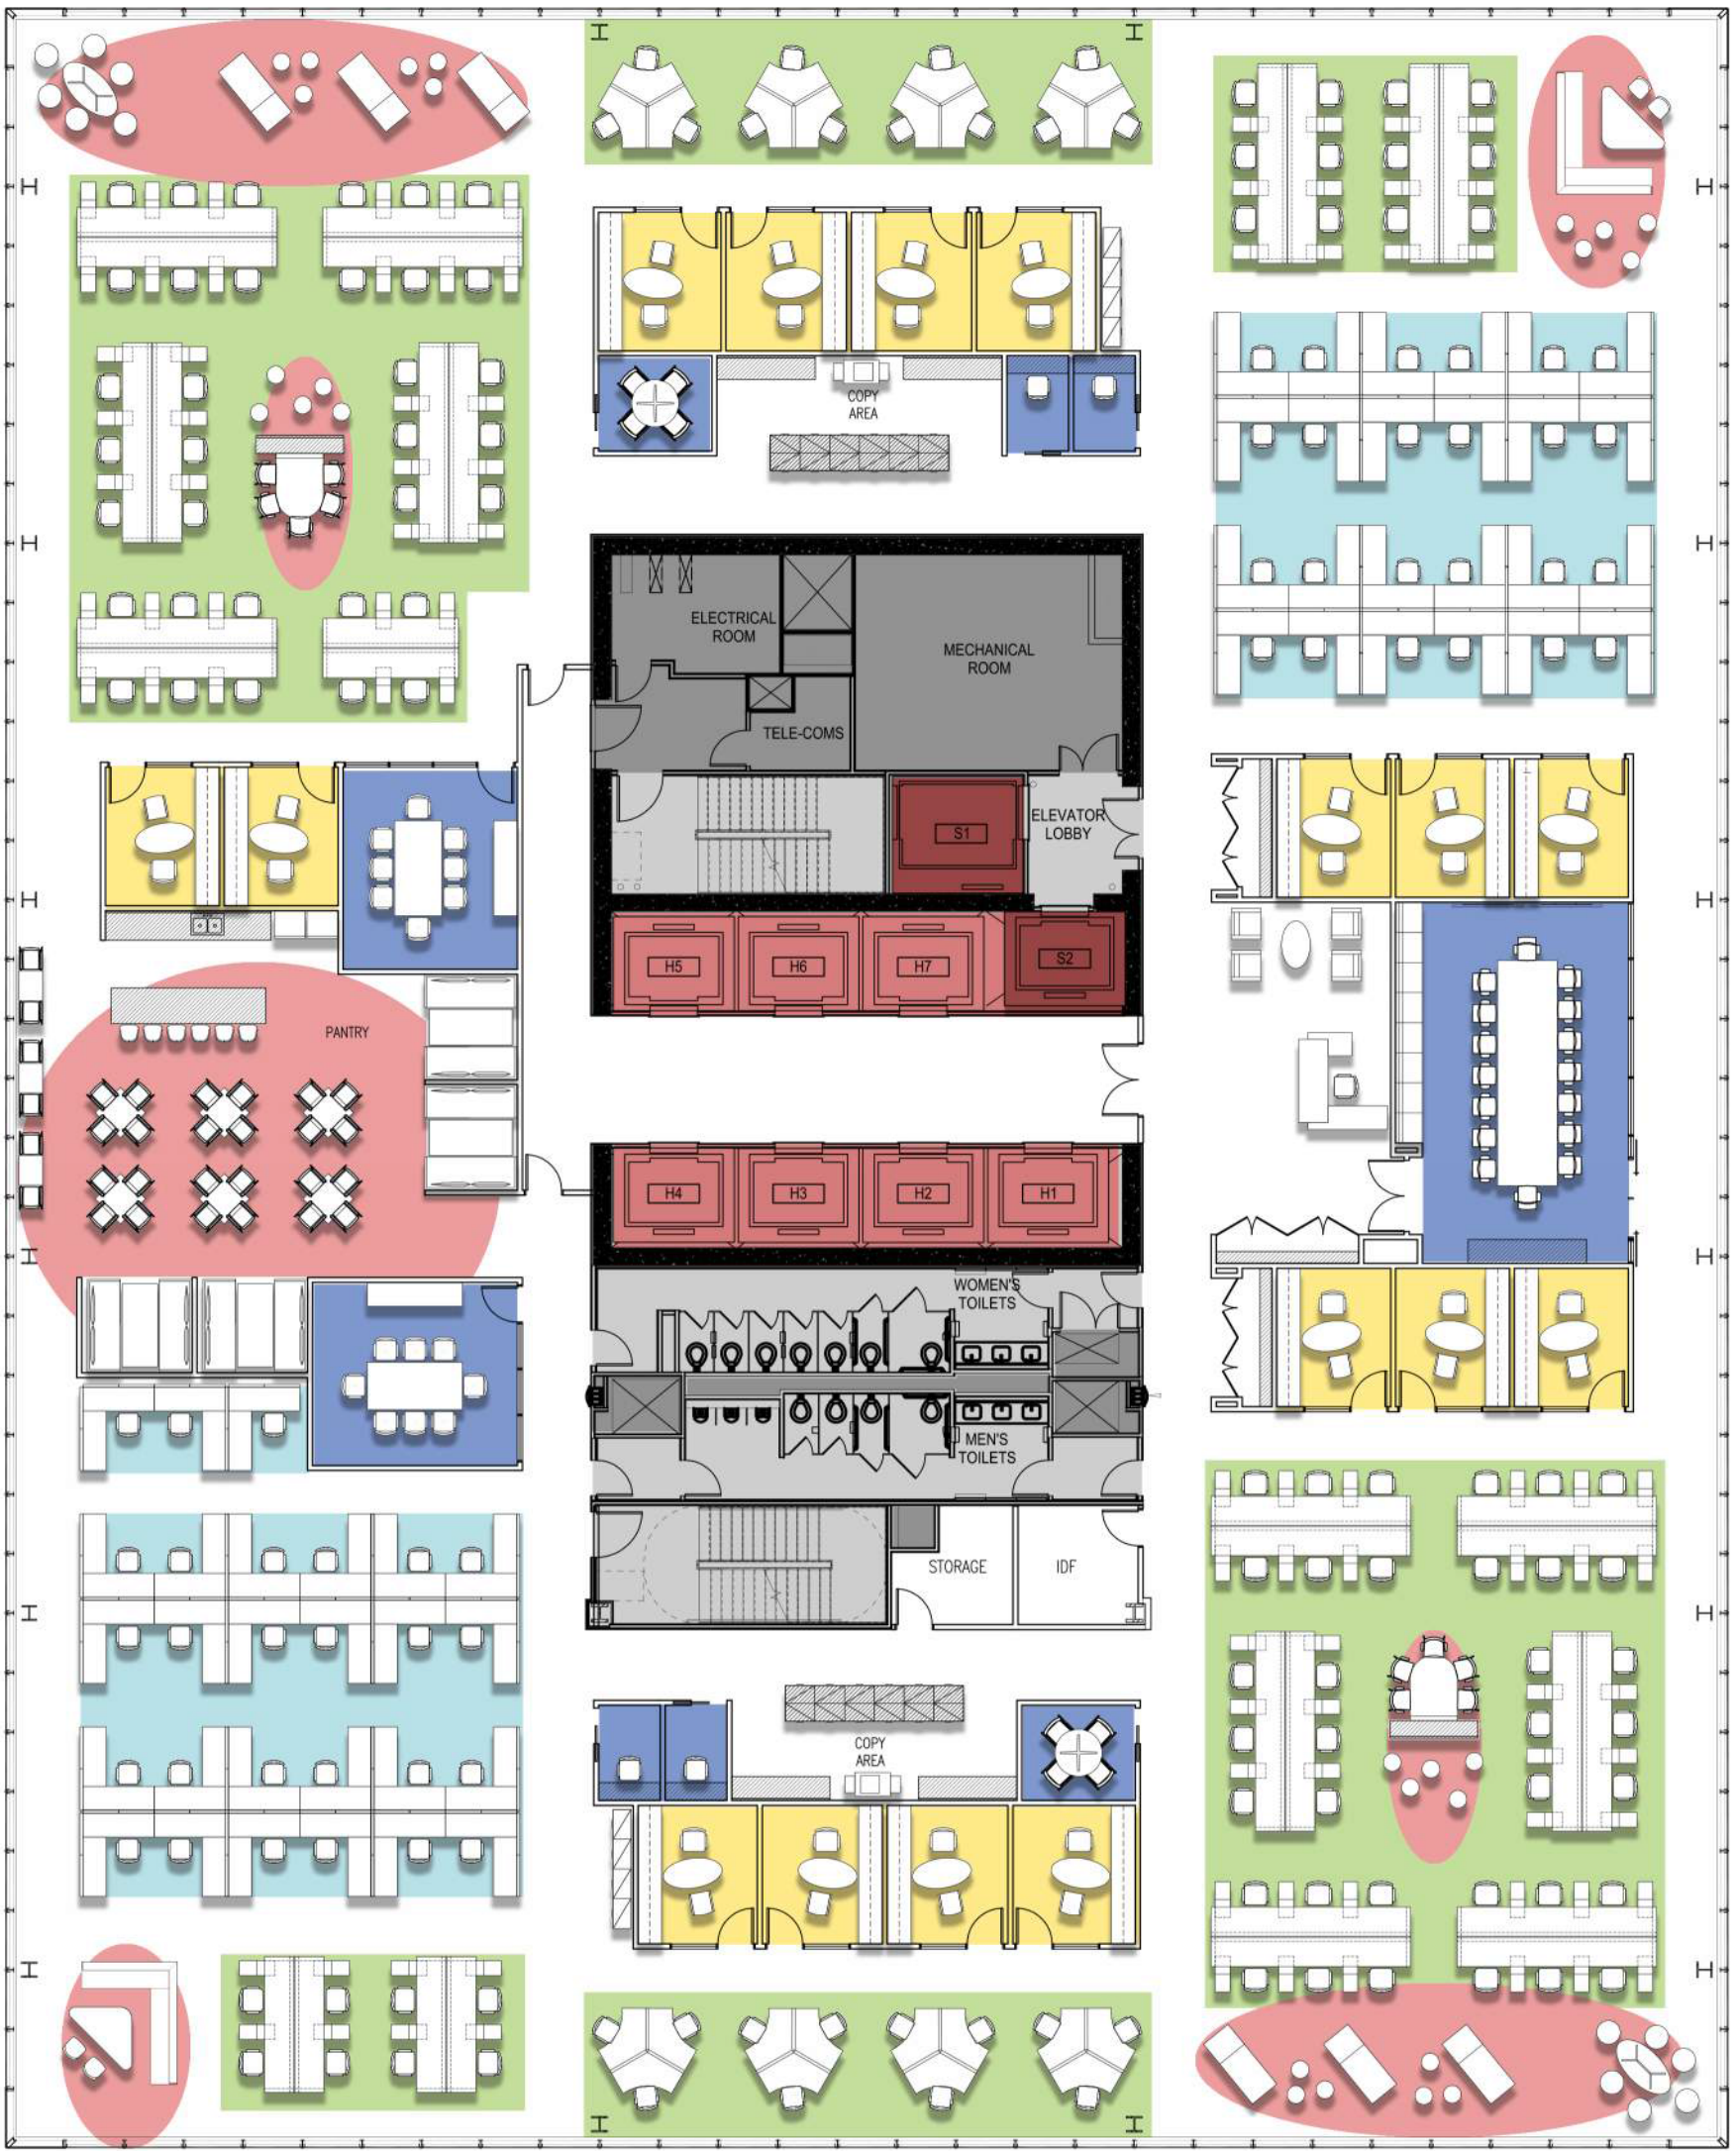 COPY
AREA
ELECTRICAL
ROOM
MECHANICAL
ROOM
TELE-COMS
S1
ELEVATOR
LOBBY
H5
H6
H7
S2
PANTRY
H4
H3
H2
H1
WOMEN'S
TOILETS
MEN'S
TOILETS
STORAGE
IDF
COPY
AREA